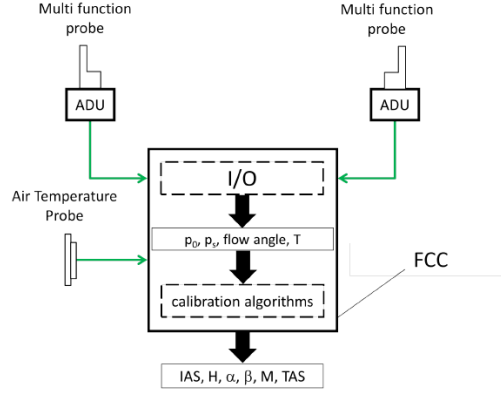 Multi function
probe
Multi function
probe
ADU
ADU
I/O
Air Temperature
Probe
p₀, pₛ, flow angle, T
FCC
calibration algorithms
IAS, H, α, β, M, TAS